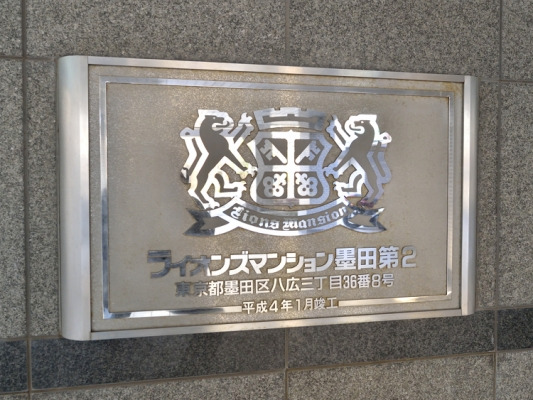 Lions Mansion
ライオンズマンション墨田第2
東京都墨田区八広三丁目36番8号
平成4年1月竣工